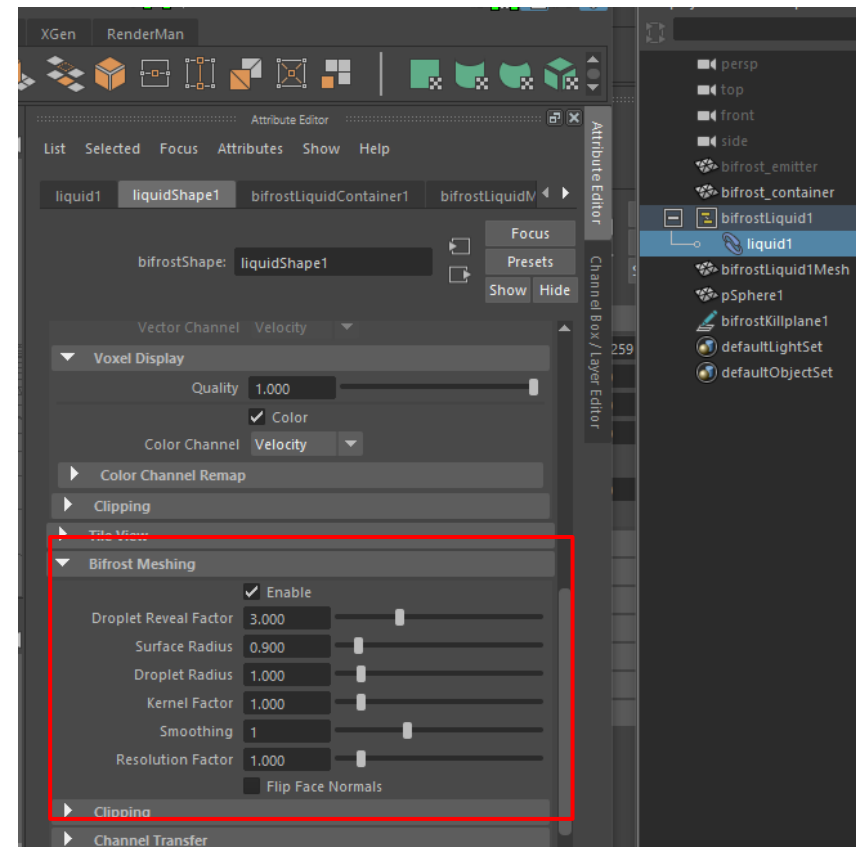 XGen RenderMan
Attribute Editor
List Selected Focus Attributes Show Help
liquid1 liquidShape1 bifrostLiquidContainer1 bifrostLiquidM
bifrostShape: liquidShape1
Focus
Presets
Show Hide
Vector Channel Velocity
Voxel Display
Quality 1.000
Color
Color Channel Velocity
Color Channel Remap
Clipping
Tile View
Bifrost Meshing
Enable
Droplet Reveal Factor 3.000
Surface Radius 0.900
Droplet Radius 1.000
Kernel Factor 1.000
Smoothing 1
Resolution Factor 1.000
Flip Face Normals
Clipping
Channel Transfer
Attribute Editor
Channel Box / Layer Editor
259
persp
top
front
side
bifrost_emitter
bifrost_container
bifrostLiquid1
liquid1
bifrostLiquid1Mesh
pSphere1
bifrostKillplane1
defaultLightSet
defaultObjectSet